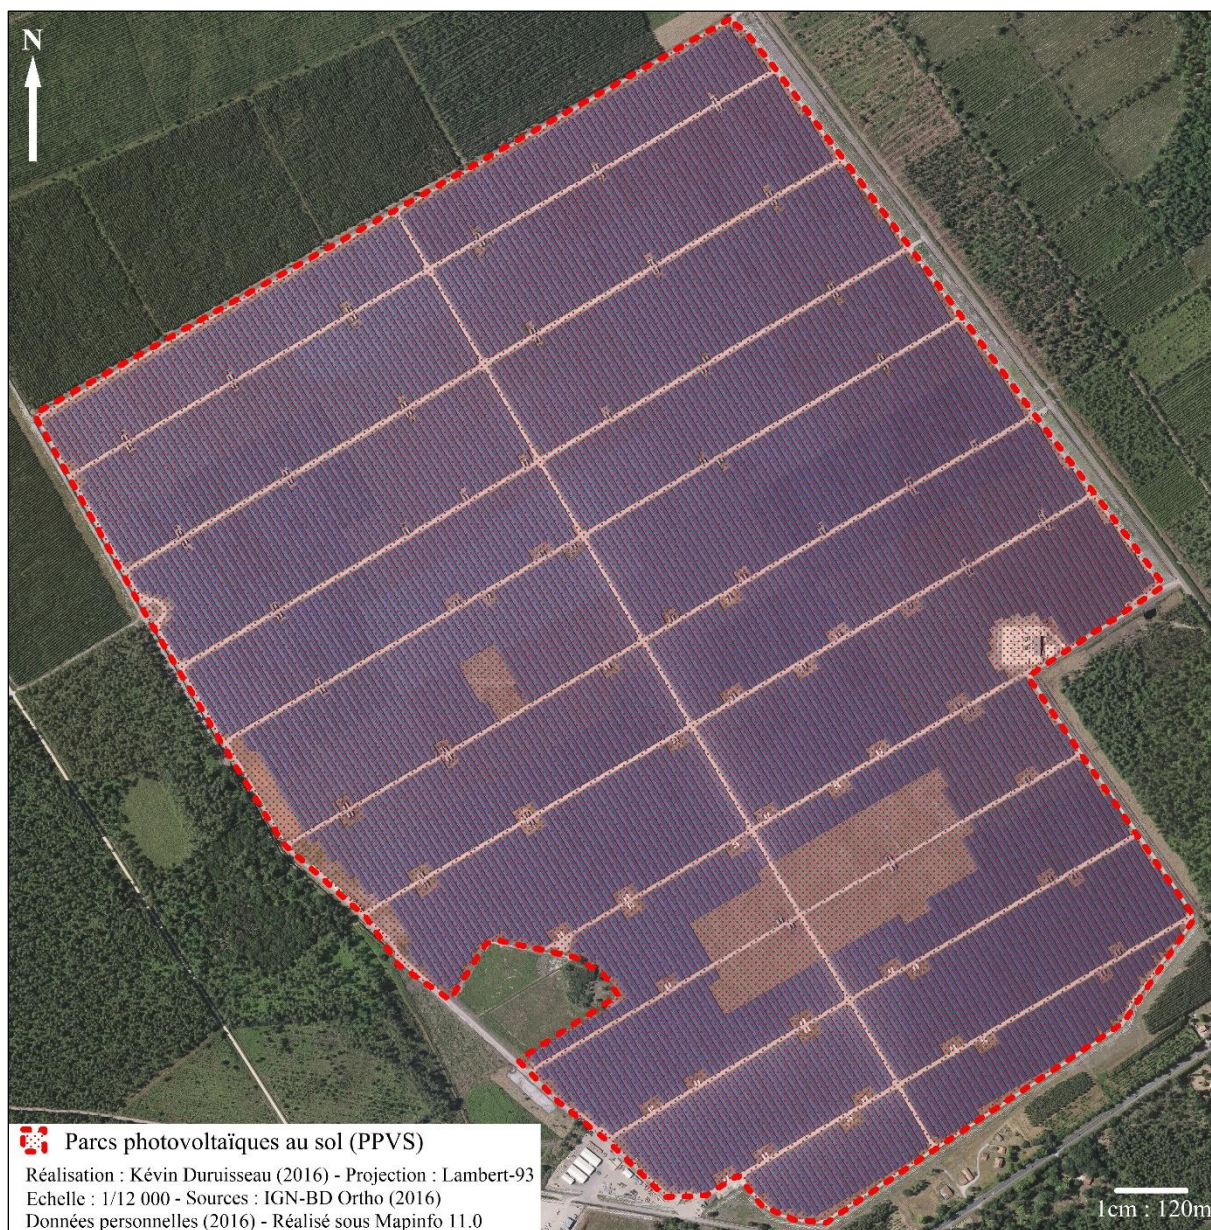 N
Parcs photovoltaïques au sol (PPVS)
Réalisation : Kévin Duruisseau (2016) - Projection : Lambert-93
Echelle : 1/12 000 - Sources : IGN-BD Ortho (2016)
Données personnelles (2016) - Réalisé sous Mapinfo 11.0
1cm : 120m